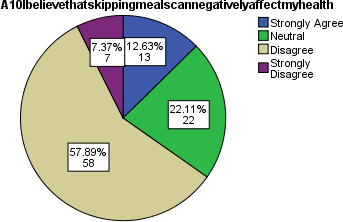 A10Ibelievethatskippingmealscannegativelyaffectmyhealth
Strongly Agree
Neutral
Disagree
Strongly
Disagree
7.37%
7
12.63%
13
22.11%
22
57.89%
58